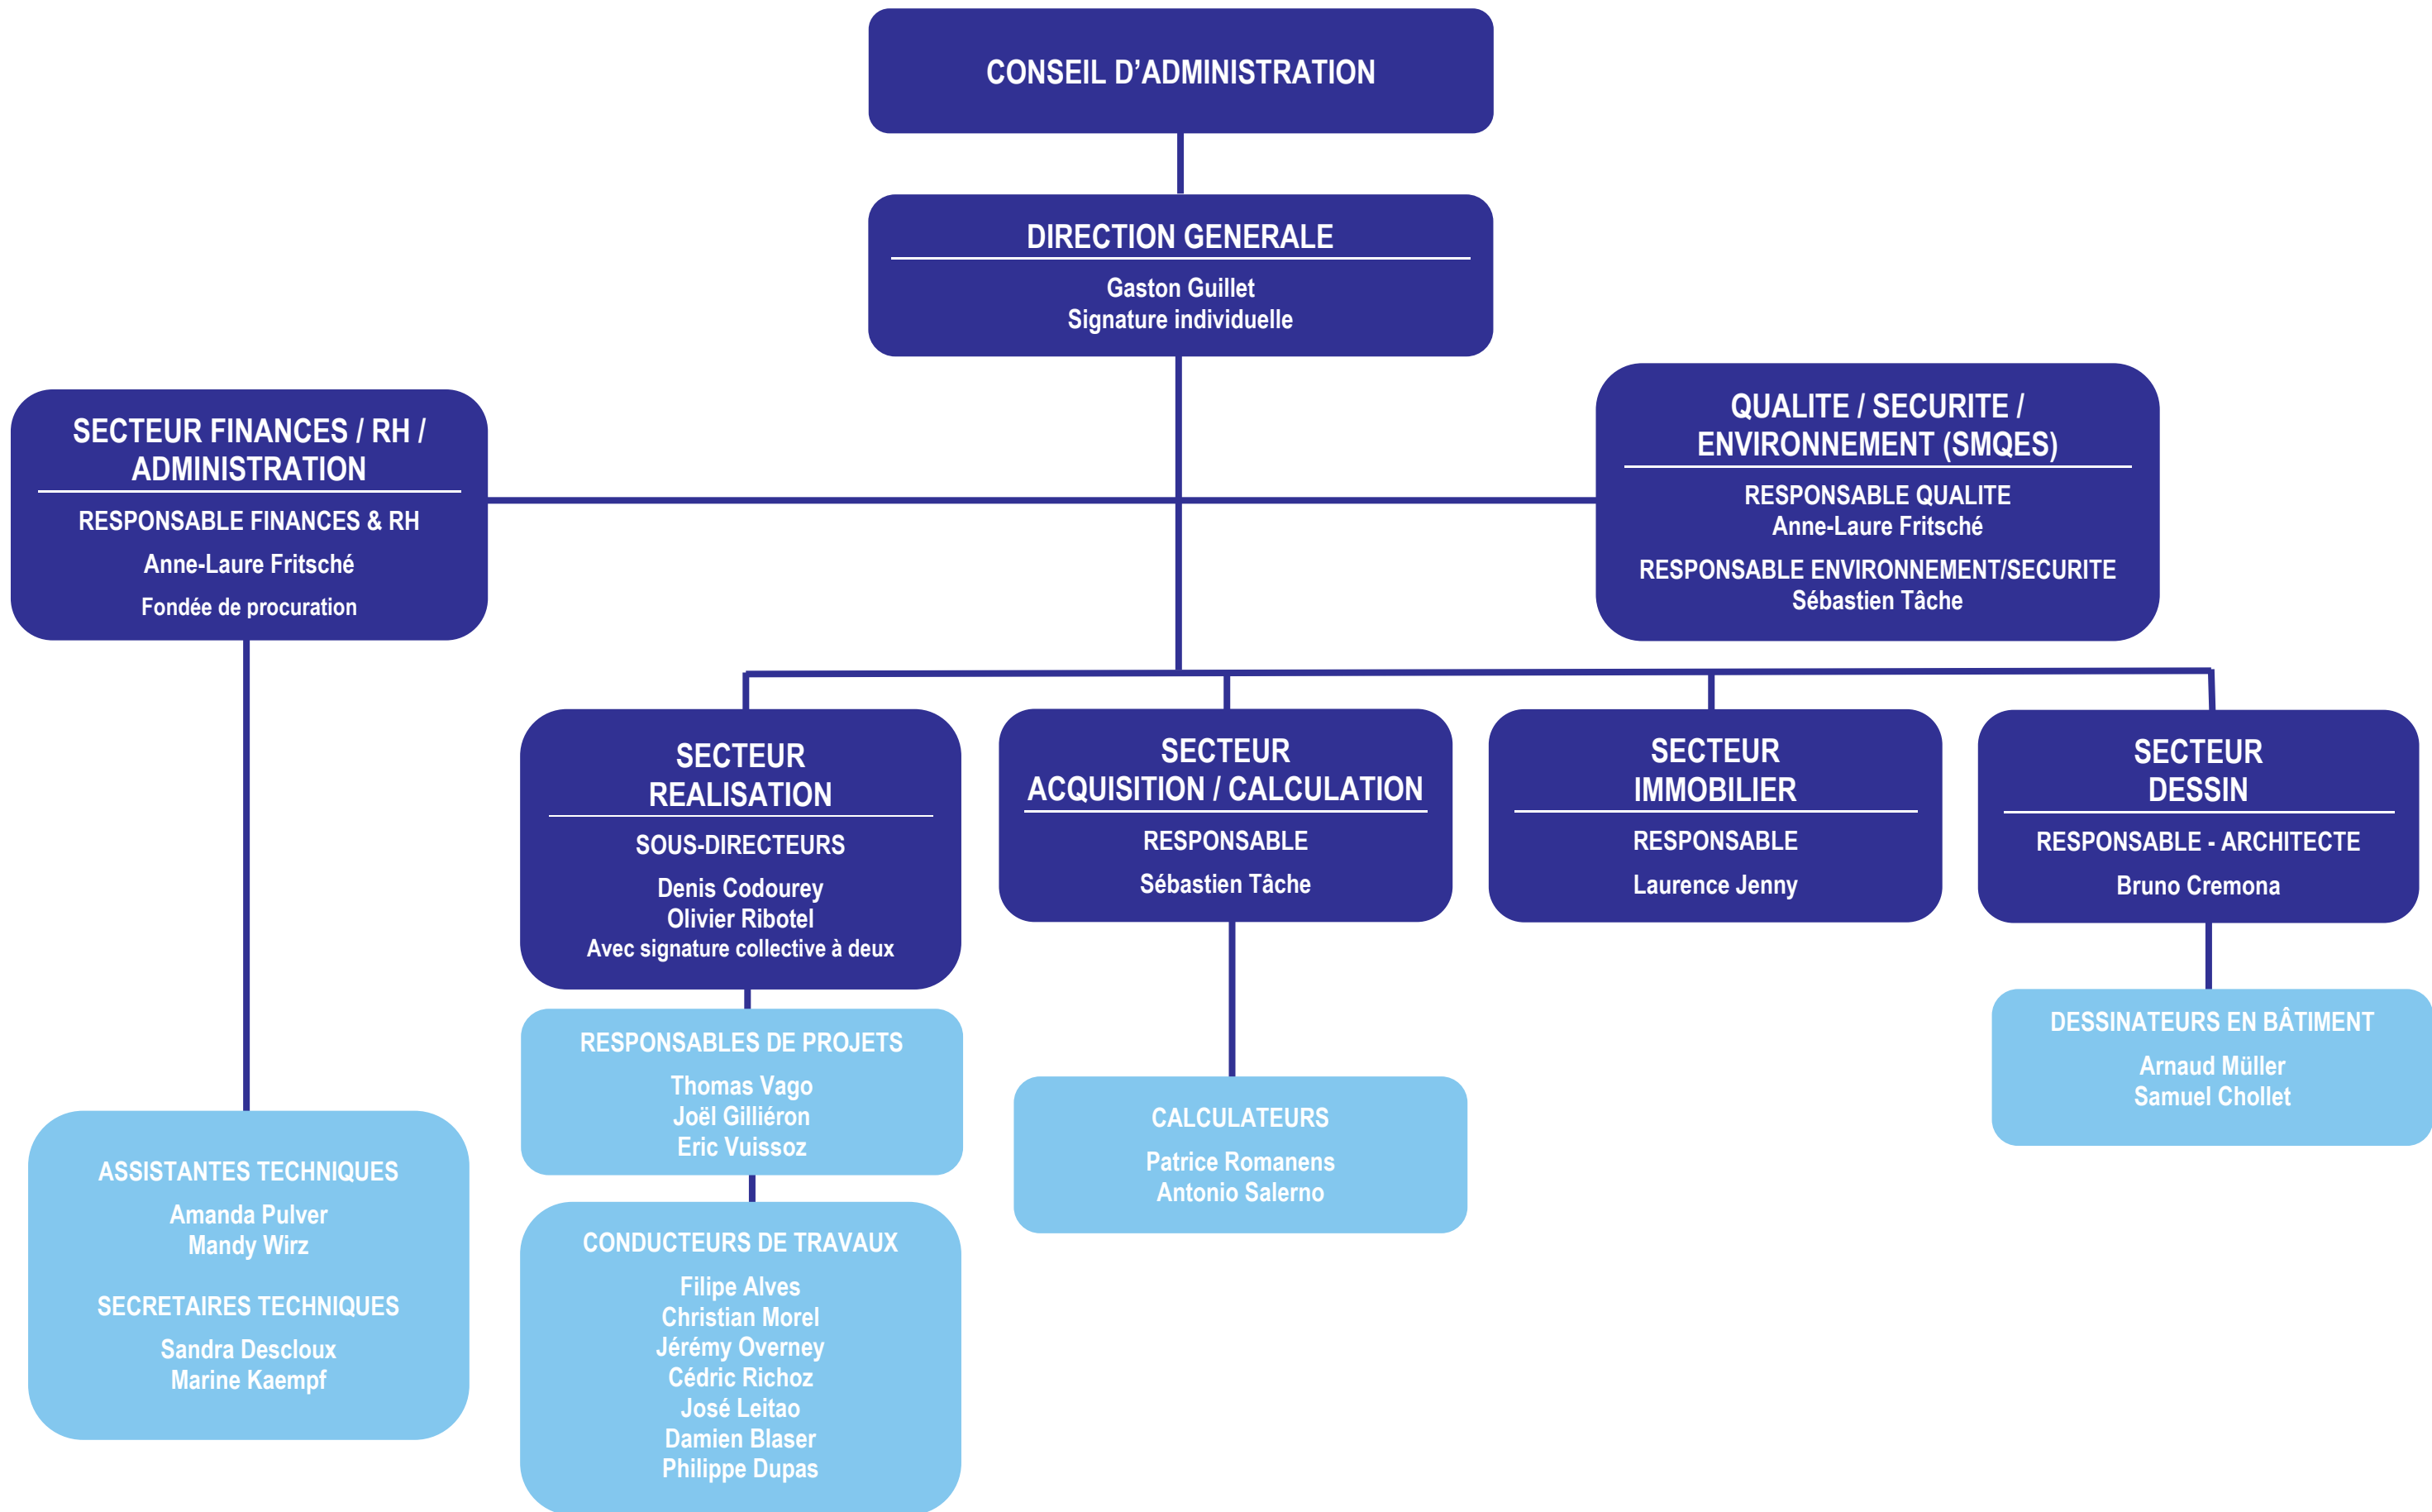 CONSEIL D’ADMINISTRATION
DIRECTION GENERALE
Gaston Guillet
Signature individuelle
SECTEUR FINANCES / RH /
ADMINISTRATION
RESPONSABLE FINANCES & RH
Anne-Laure Fritsché
Fondée de procuration
QUALITE / SECURITE /
ENVIRONNEMENT (SMQES)
RESPONSABLE QUALITE
Anne-Laure Fritsché
RESPONSABLE ENVIRONNEMENT/SECURITE
Sébastien Tâche
SECTEUR
REALISATION
SOUS-DIRECTEURS
Denis Codourey
Olivier Ribotel
Avec signature collective à deux
SECTEUR
ACQUISITION / CALCULATION
RESPONSABLE
Sébastien Tâche
SECTEUR
IMMOBILIER
RESPONSABLE
Laurence Jenny
SECTEUR
DESSIN
RESPONSABLE - ARCHITECTE
Bruno Cremona
ASSISTANTES TECHNIQUES
Amanda Pulver
Mandy Wirz
SECRETAIRES TECHNIQUES
Sandra Descloux
Marine Kaempf
RESPONSABLES DE PROJETS
Thomas Vago
Joël Gilliéron
Eric Vuissoz
CONDUCTEURS DE TRAVAUX
Filipe Alves
Christian Morel
Jérémy Overney
Cédric Richoz
José Leitao
Damien Blaser
Philippe Dupas
CALCULATEURS
Patrice Romanens
Antonio Salerno
DESSINATEURS EN BÂTIMENT
Arnaud Müller
Samuel Chollet